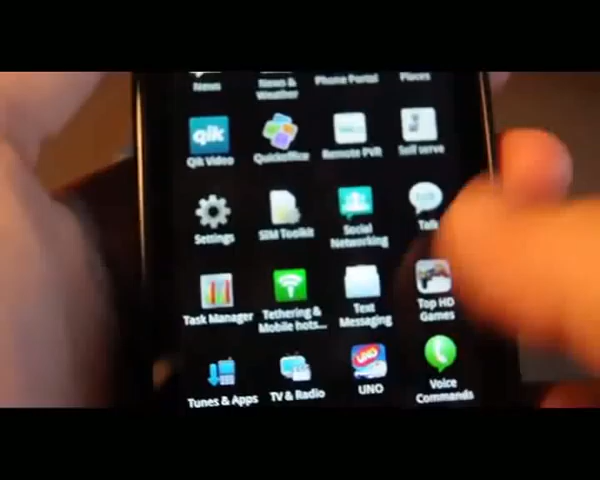 News
News &
Weather
Phone Portal
Places
qik
Qik Video
Quickoffice
Remote PVR
Self serve
Settings
SIM Toolkit
Social
Networking
Talk
Task Manager
Tethering &
Mobile hots...
Text
Messaging
Top HD
Games
Tunes & Apps
TV & Radio
UNO
UNO
Voice
Commands